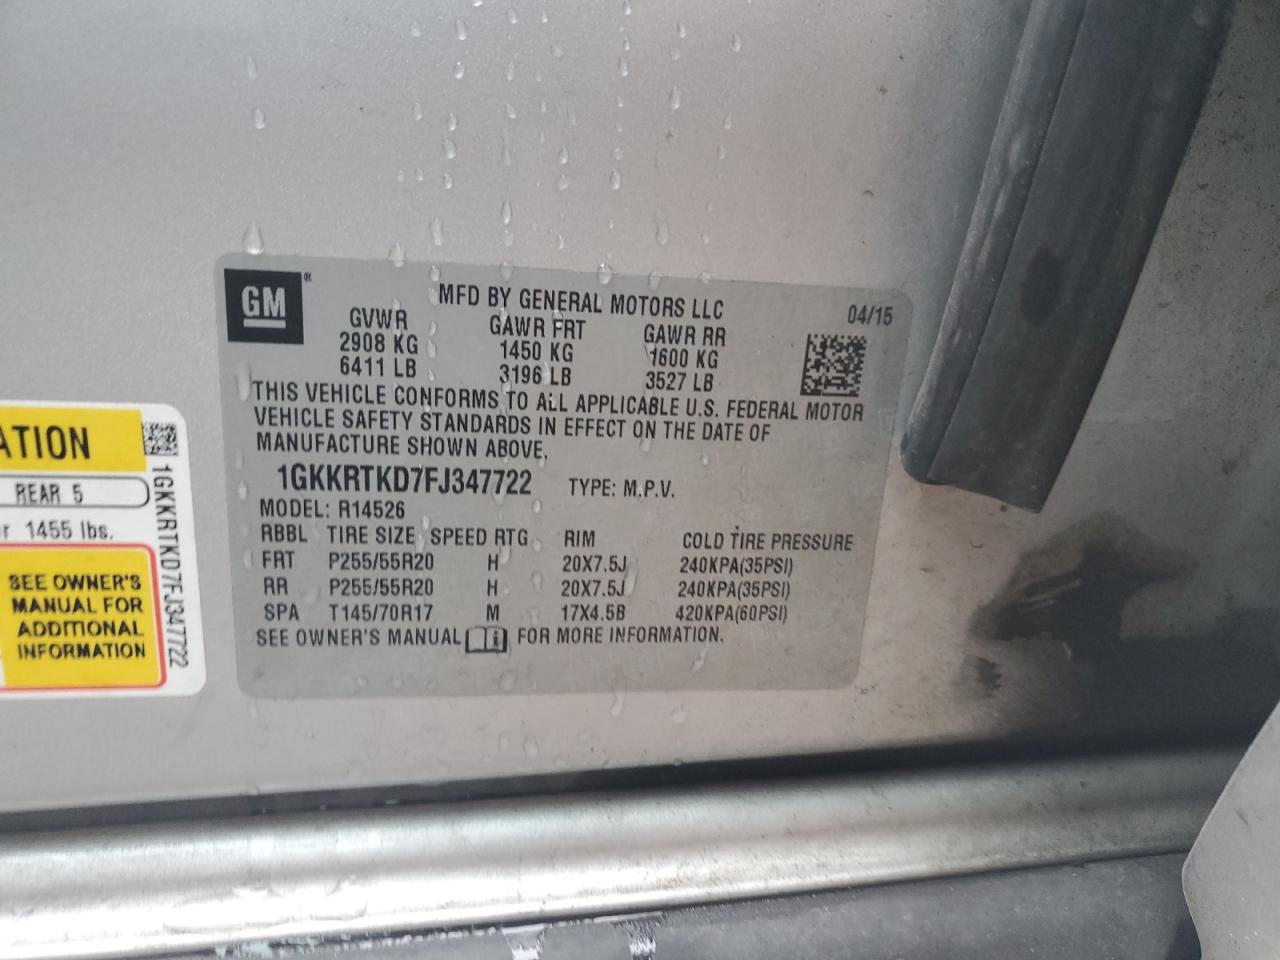 GM®
MFD BY GENERAL MOTORS LLC 04/15
GVWR GAWR FRT GAWR RR
2908 KG 1450 KG 1600 KG
6411 LB 3196 LB 3527 LB
THIS VEHICLE CONFORMS TO ALL APPLICABLE U.S. FEDERAL MOTOR
VEHICLE SAFETY STANDARDS IN EFFECT ON THE DATE OF
MANUFACTURE SHOWN ABOVE.
1GKKRTKD7FJ347722 TYPE: M.P.V.
MODEL: R14526
RBBL TIRE SIZE SPEED RTG RIM COLD TIRE PRESSURE
FRT P255/55R20 H 20X7.5J 240KPA(35PSI)
RR P255/55R20 H 20X7.5J 240KPA(35PSI)
SPA T145/70R17 M 17X4.5B 420KPA(60PSI)
SEE OWNER'S MANUAL FOR MORE INFORMATION.
ATION
REAR 5
r 1455 lbs.
SEE OWNER'S
MANUAL FOR
ADDITIONAL
INFORMATION
1GKKRTKD7FJ347722